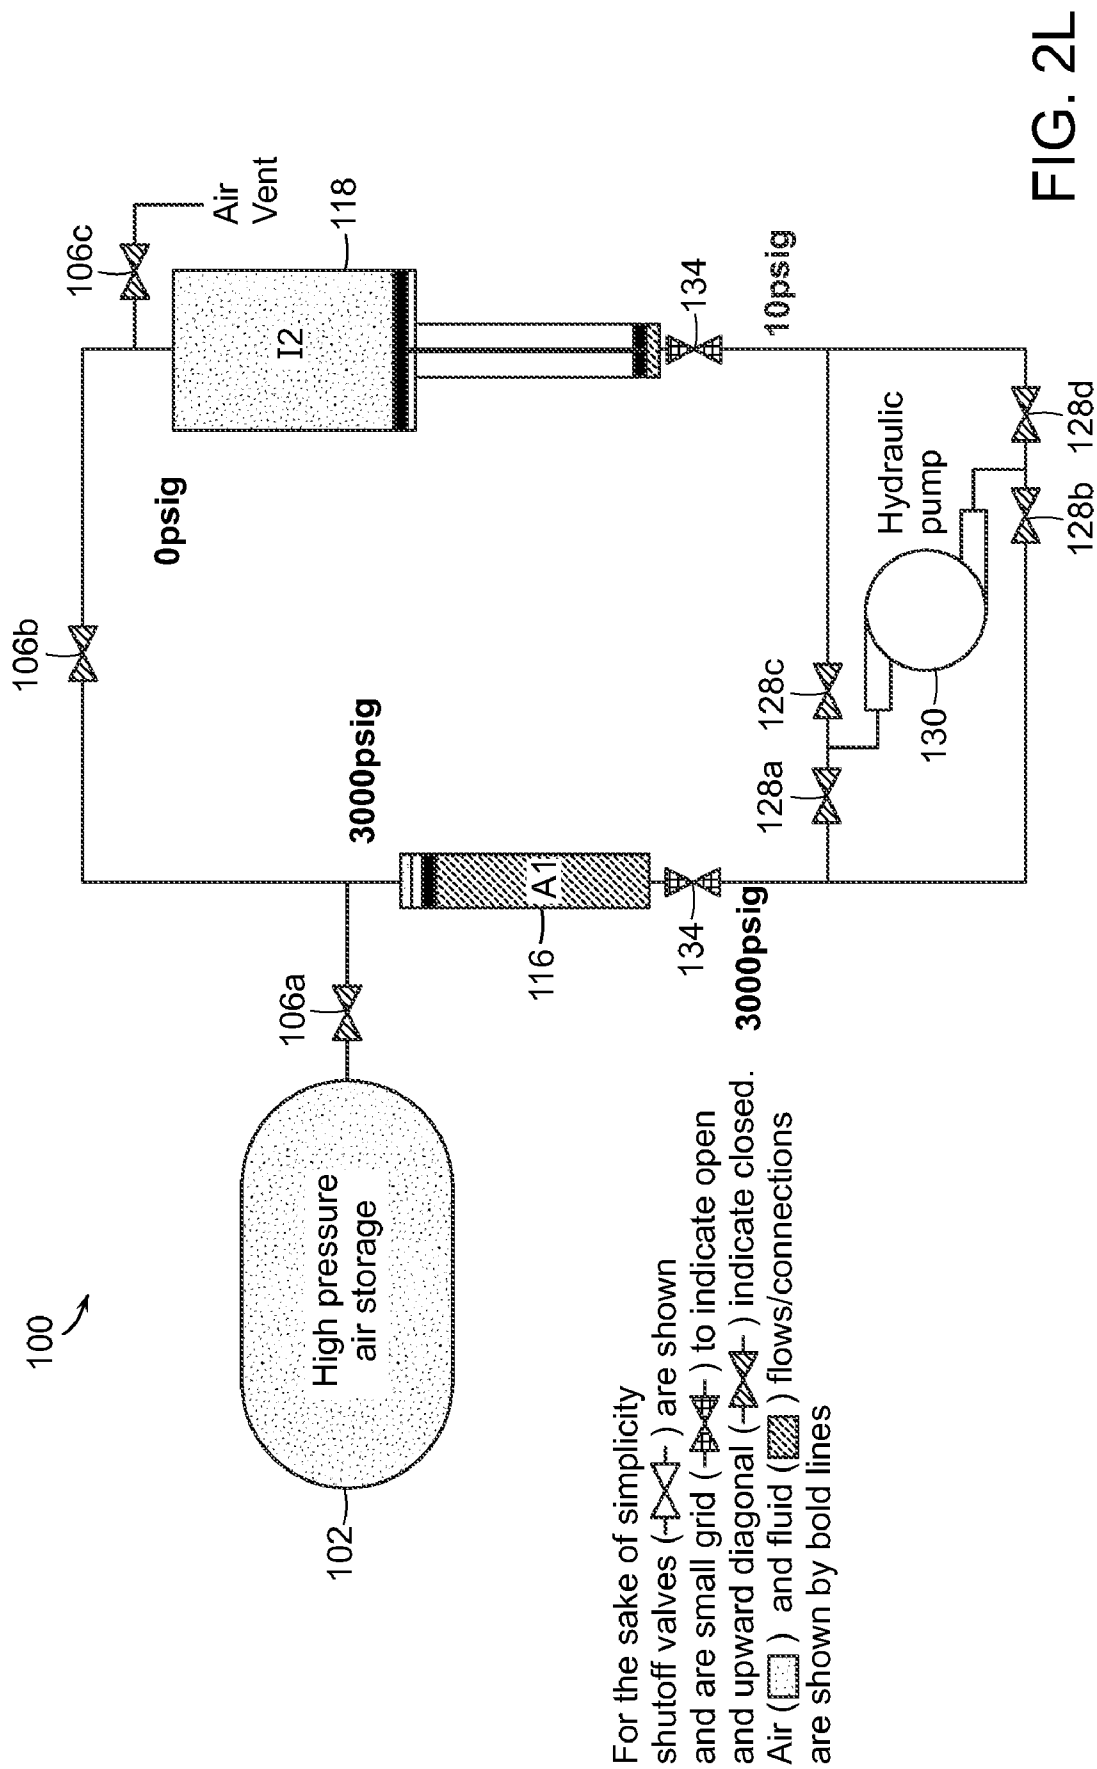 100
102
High pressure
air storage
106a
106b
106c
Air
Vent
0psig
I2
118
3000psig
A1
116
134
3000psig
134
10psig
128a
128c
Hydraulic
pump
130
128b
128d
For the sake of simplicity
shutoff valves ( ) are shown
and are small grid ( ) to indicate open
and upward diagonal ( ) indicate closed.
Air ( ) and fluid ( ) flows/connections
are shown by bold lines
FIG. 2L